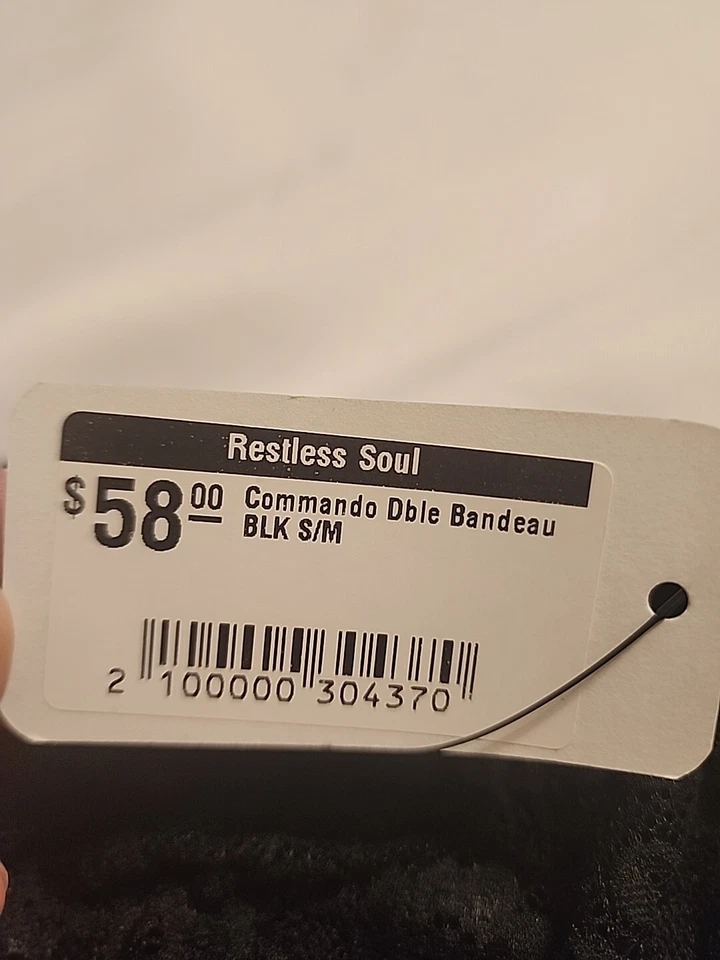 Restless Soul
$58.00 Commando Dble Bandeau
BLK S/M
2 100000 304370